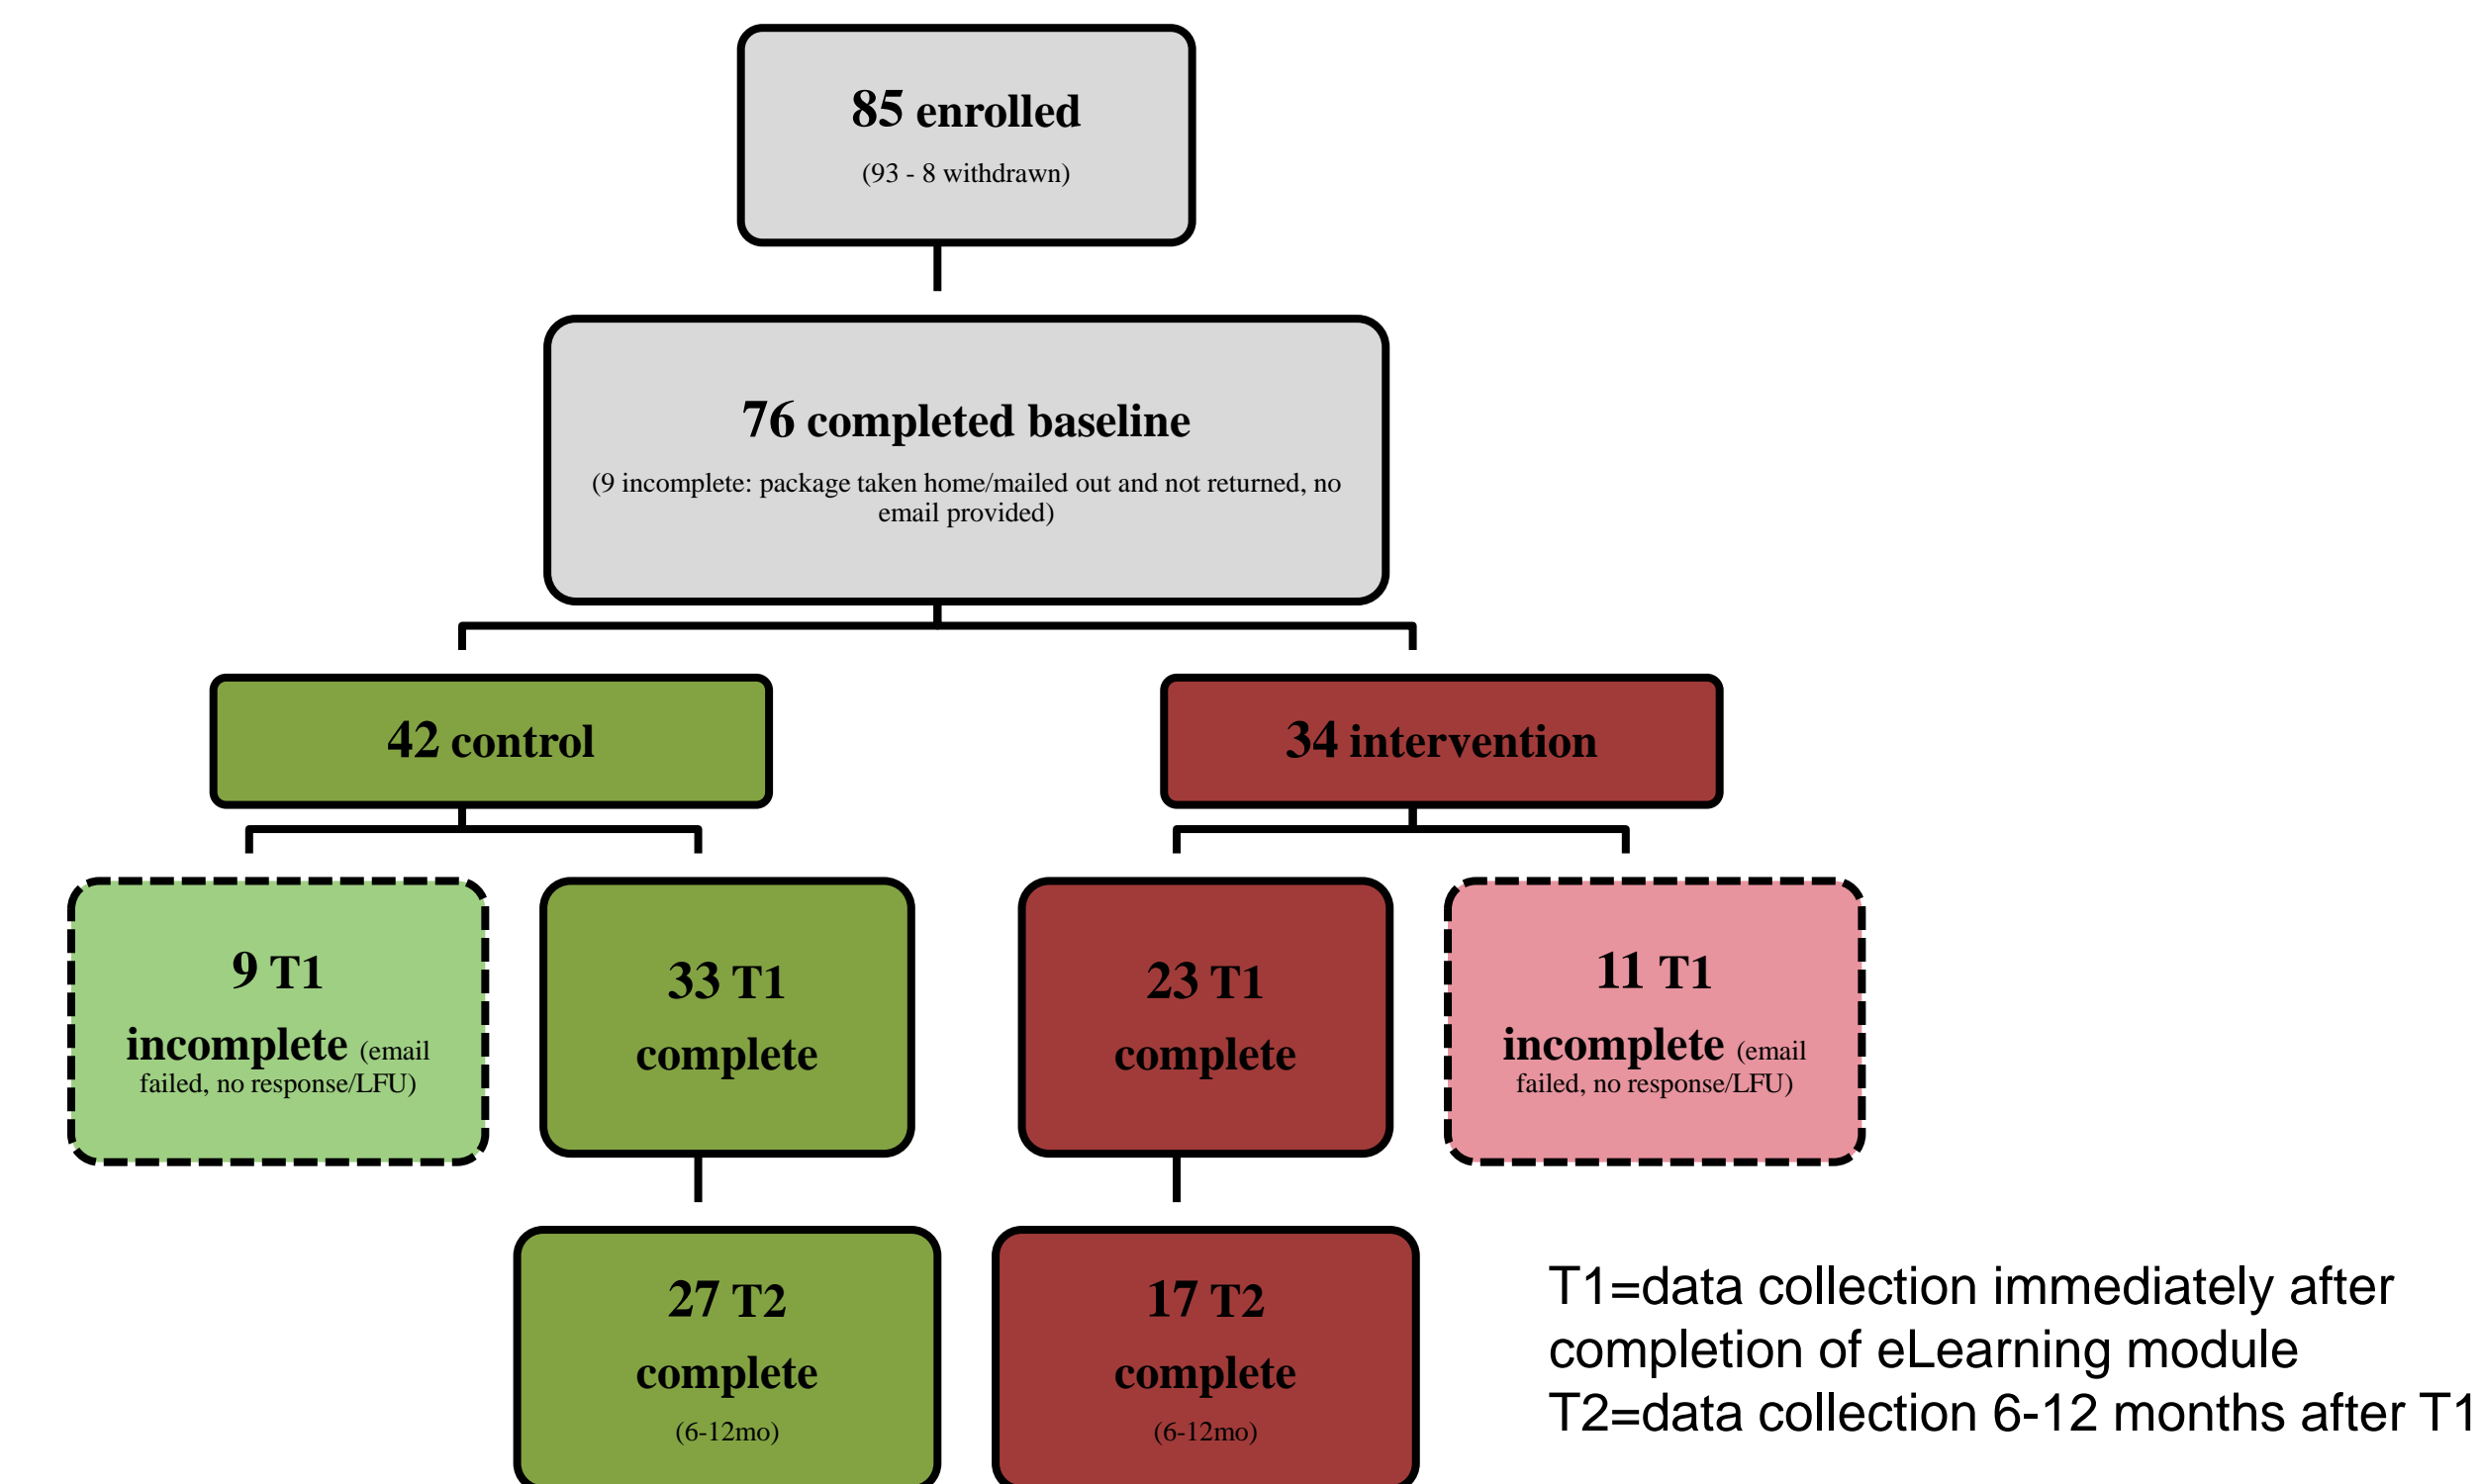 85 enrolled
(93 - 8 withdrawn)
76 completed baseline
(9 incomplete: package taken home/mailed out and not returned, no
email provided)
42 control
34 intervention
9 T1
incomplete (email
failed, no response/LFU)
33 T1
complete
23 T1
complete
11 T1
incomplete (email
failed, no response/LFU)
27 T2
complete
(6-12mo)
17 T2
complete
(6-12mo)
T1=data collection immediately after
completion of eLearning module
T2=data collection 6-12 months after T1